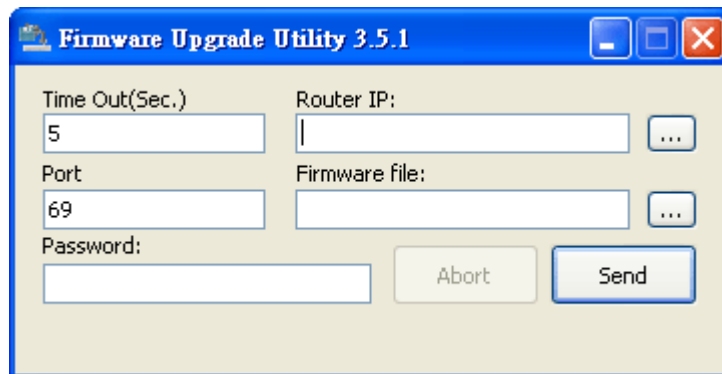 Firmware Upgrade Utility 3.5.1
Time Out(Sec.) Router IP:
5 ...
Port Firmware file:
69 ...
Password:
Abort Send